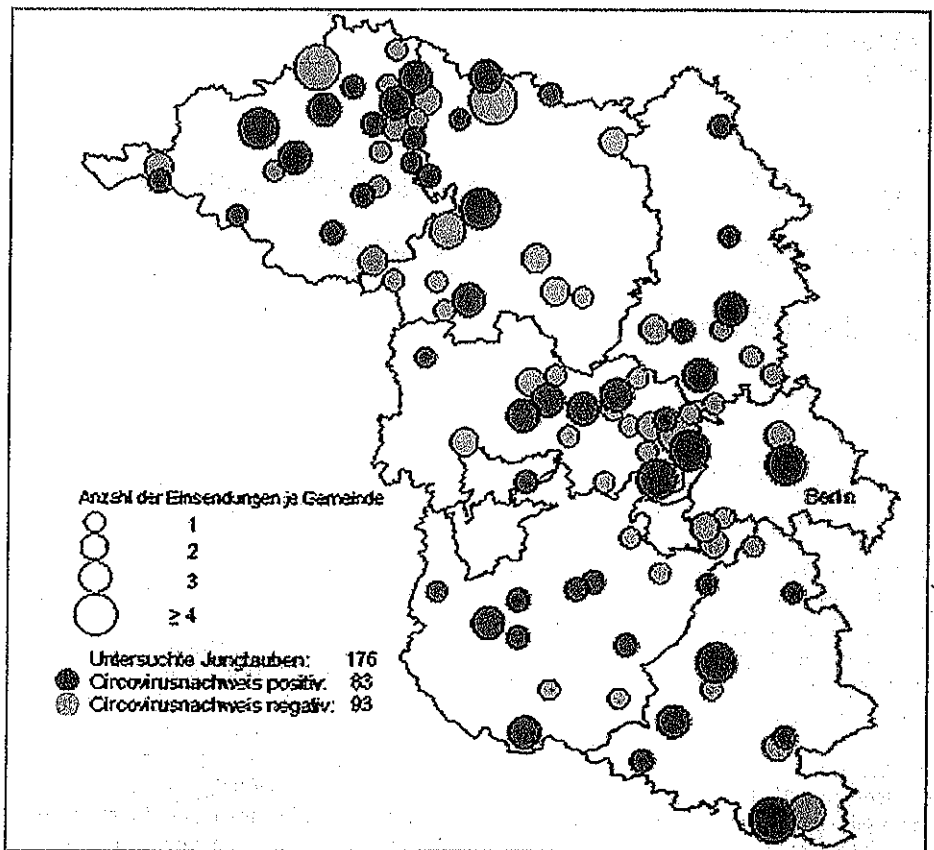 Anzahl der Einsendungen je Gemeinde
1
2
3
≥ 4
Berlin
Untersuchte Jungtauben: 176
Circovirusnachweis positiv: 83
Circovirusnachweis negativ: 93